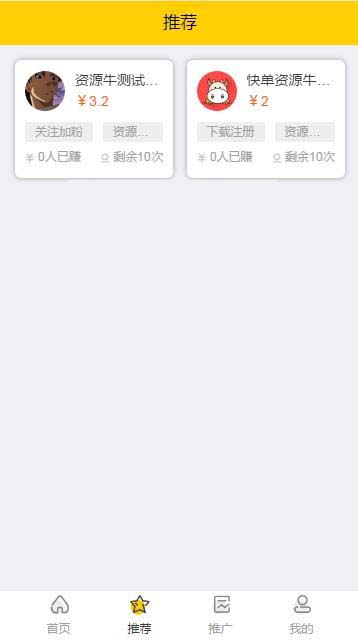 推荐
资源牛测试...
￥3.2
关注加粉 资源...
￥ 0人已赚 剩余10次
快单资源牛...
￥2
下载注册 资源...
￥ 0人已赚 剩余10次
首页 推荐 推广 我的